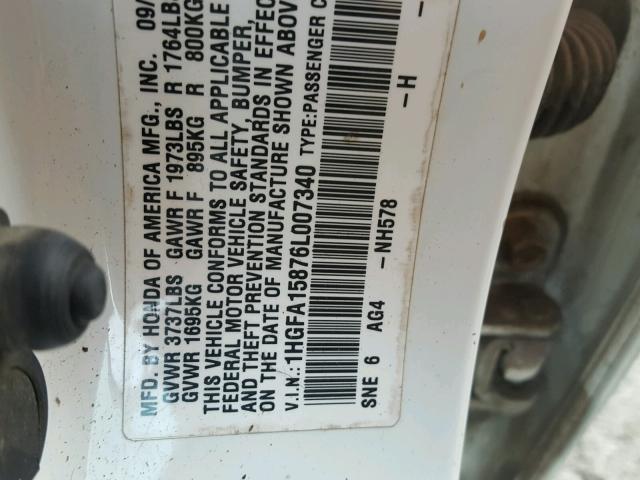 MFD. BY HONDA OF AMERICA MFG., INC. 09/
GVWR 3737LBS GAWR F 1973LBS R 1764LBS
GVWR 1695KG GAWR F 895KG R 800KG
THIS VEHICLE CONFORMS TO ALL APPLICABLE
FEDERAL MOTOR VEHICLE SAFETY, BUMPER,
AND THEFT PREVENTION STANDARDS IN EFFEC
ON THE DATE OF MANUFACTURE SHOWN ABOV
V.I.N.: 1HGFA15876L007340 TYPE:PASSENGER C
SNE 6 AG4 -NH578 -H -